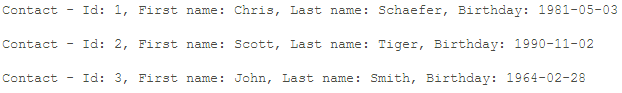 Contact - Id: 1, First name: Chris, Last name: Schaefer, Birthday: 1981-05-03
Contact - Id: 2, First name: Scott, Last name: Tiger, Birthday: 1990-11-02
Contact - Id: 3, First name: John, Last name: Smith, Birthday: 1964-02-28